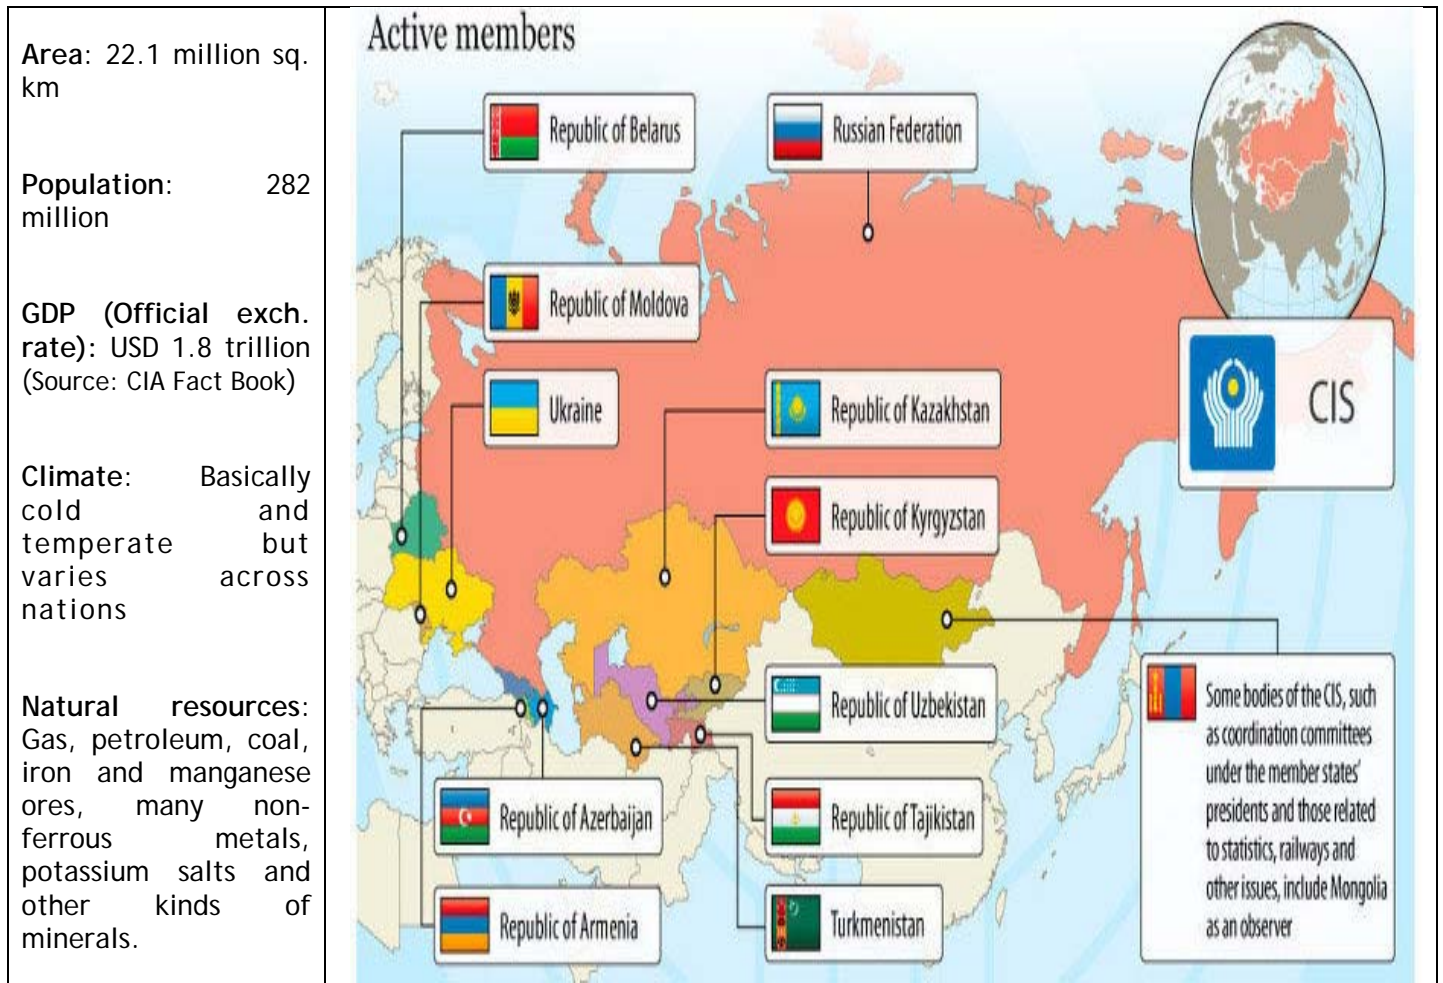 Area: 22.1 million sq.
km
Population: 282
million
GDP (Official exch.
rate): USD 1.8 trillion
(Source: CIA Fact Book)
Climate: Basically
cold and
temperate but
varies across
nations
Natural resources:
Gas, petroleum, coal,
iron and manganese
ores, many non-
ferrous metals,
potassium salts and
other kinds of
minerals.
Active members
Republic of Belarus
Russian Federation
Republic of Moldova
Ukraine
Republic of Kazakhstan
CIS
Republic of Kyrgyzstan
Republic of Uzbekistan
Republic of Azerbaijan
Republic of Tajikistan
Republic of Armenia
Turkmenistan
Some bodies of the CIS, such
as coordination committees
under the member states'
presidents and those related
to statistics, railways and
other issues, include Mongolia
as an observer